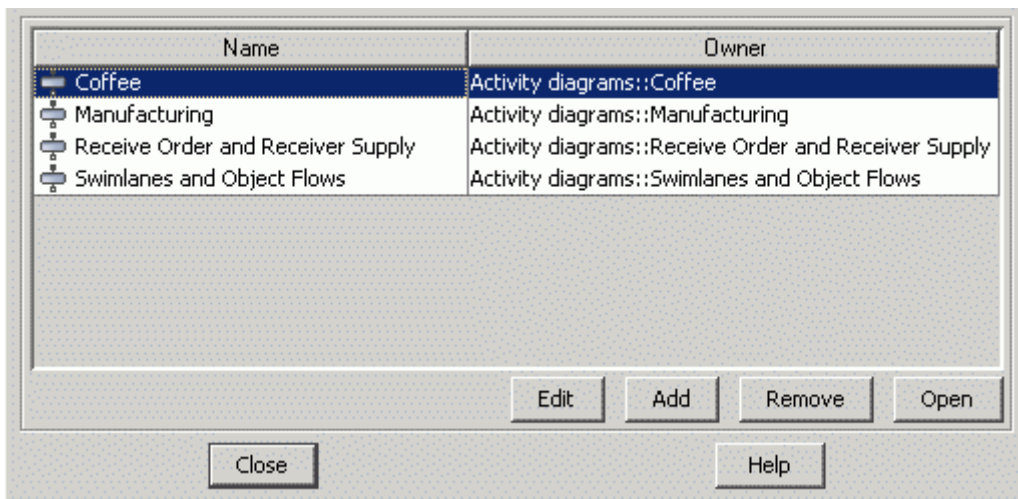 Name Owner
Coffee Activity diagrams::Coffee
Manufacturing Activity diagrams::Manufacturing
Receive Order and Receiver Supply Activity diagrams::Receive Order and Receiver Supply
Swimlanes and Object Flows Activity diagrams::Swimlanes and Object Flows
Edit Add Remove Open
Close Help